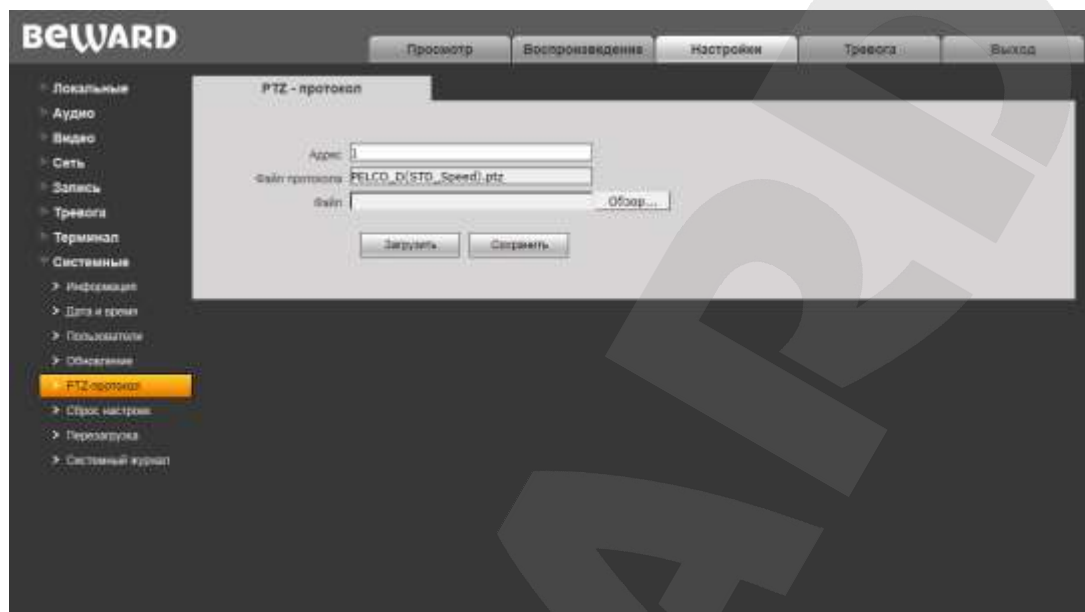 BEWARD
Просмотр Воспроизведение Настройки Тревога Выход
Локальные
Аудио
Видео
Сеть
Запись
Тревога
Терминал
Системные
Информация
Дата и время
Пользователи
Обновление
PTZ-протокол
Сброс настроек
Перезагрузка
Системный журнал
PTZ - протокол
Адрес 1
Файл протокола PELCO_D(STD_Speed).ptz
Файл Обзор...
Загрузить Сохранить